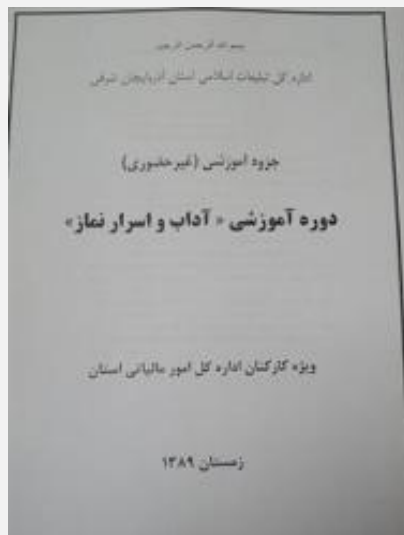 بسم الله الرحمن الرحیم
اداره کل تبلیغات اسلامی استان آذربایجان شرقی
جزوه آموزشی (غیرحضوری)
دوره آموزشی « آداب و اسرار نماز»
ویژه کارکنان اداره کل امور مالیاتی استان
زمستان ۱۳۸۹